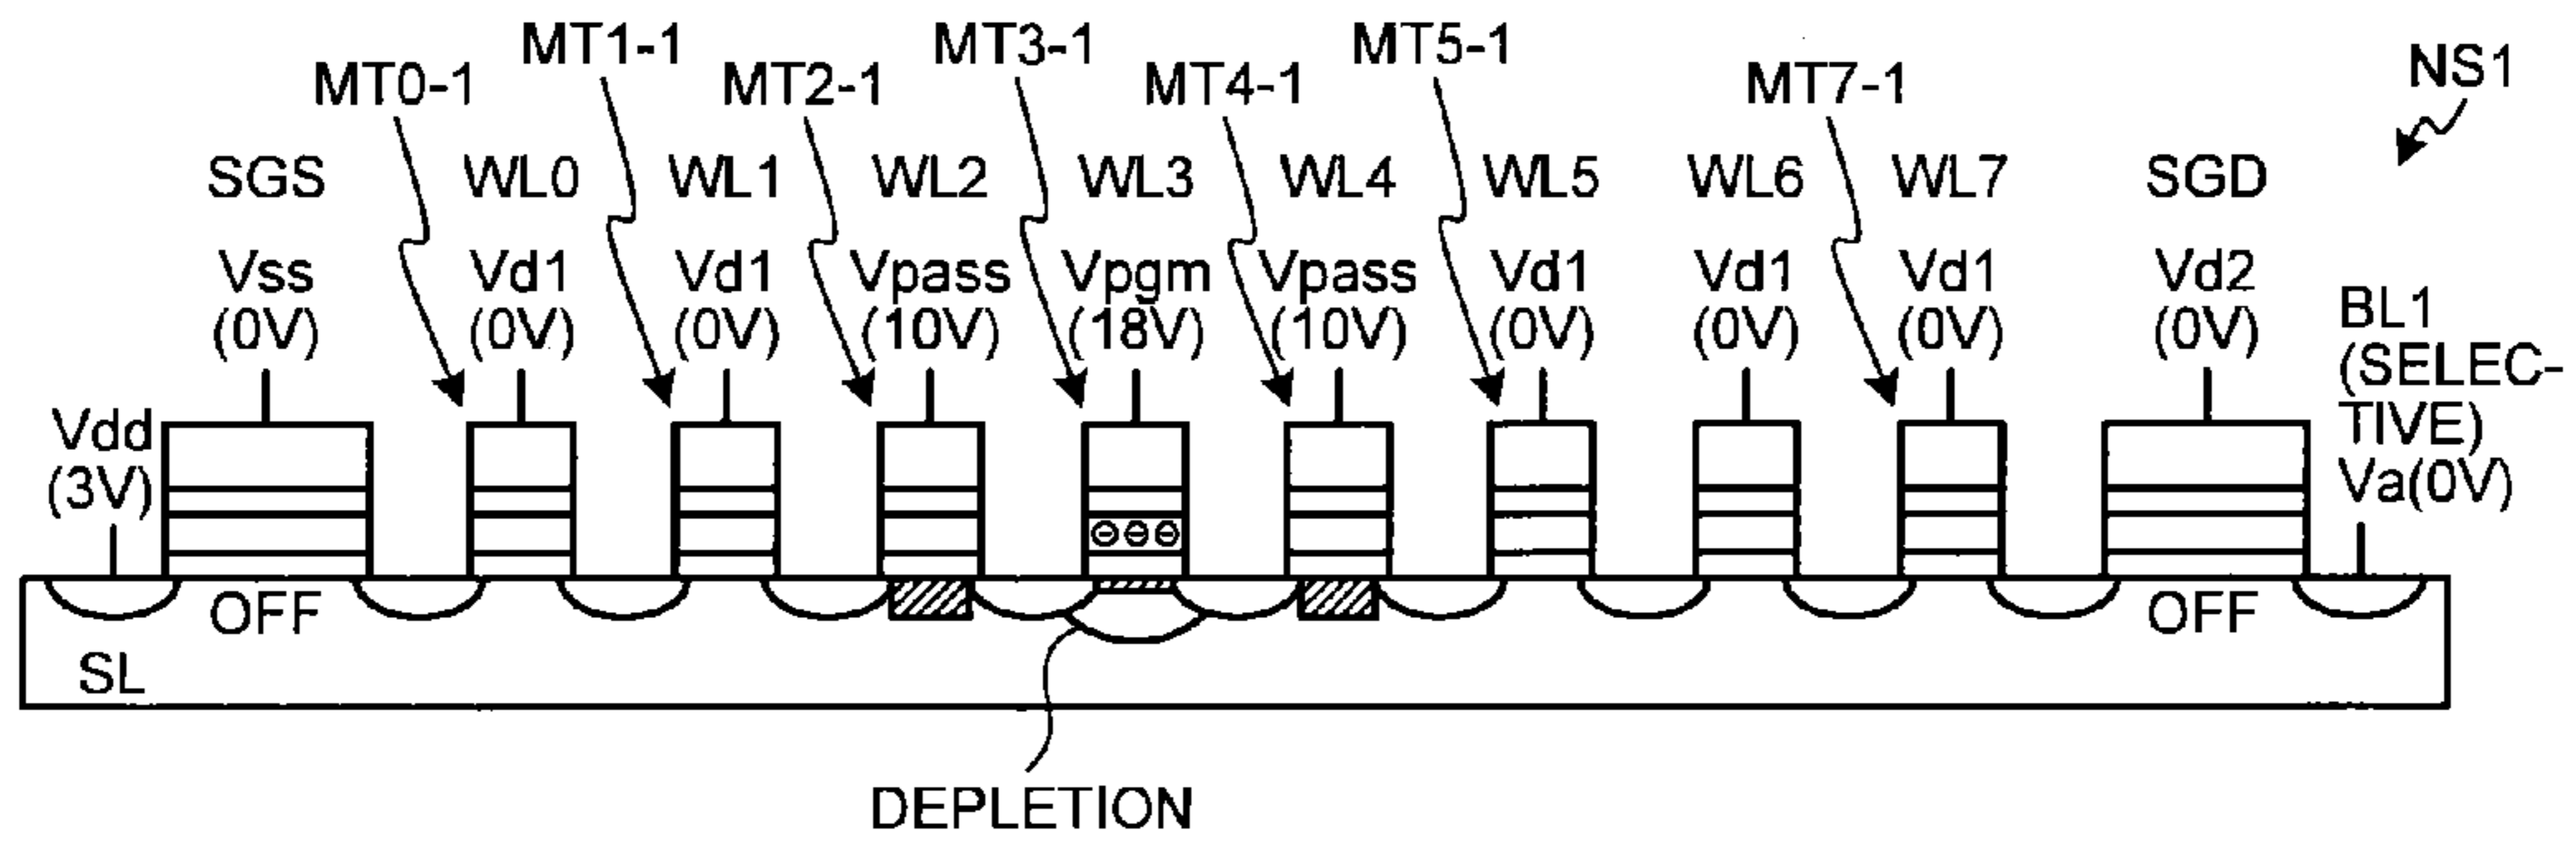 MT0-1 MT1-1 MT2-1 MT3-1 MT4-1 MT5-1 MT7-1 NS1
SGS WL0 WL1 WL2 WL3 WL4 WL5 WL6 WL7 SGD
Vss Vd1 Vd1 Vpass Vpgm Vpass Vd1 Vd1 Vd1 Vd2
(0V) (0V) (0V) (10V) (18V) (10V) (0V) (0V) (0V) (0V)
BL1
(SELEC-
TIVE)
Va(0V)
Vdd
(3V)
OFF OFF
SL
DEPLETION